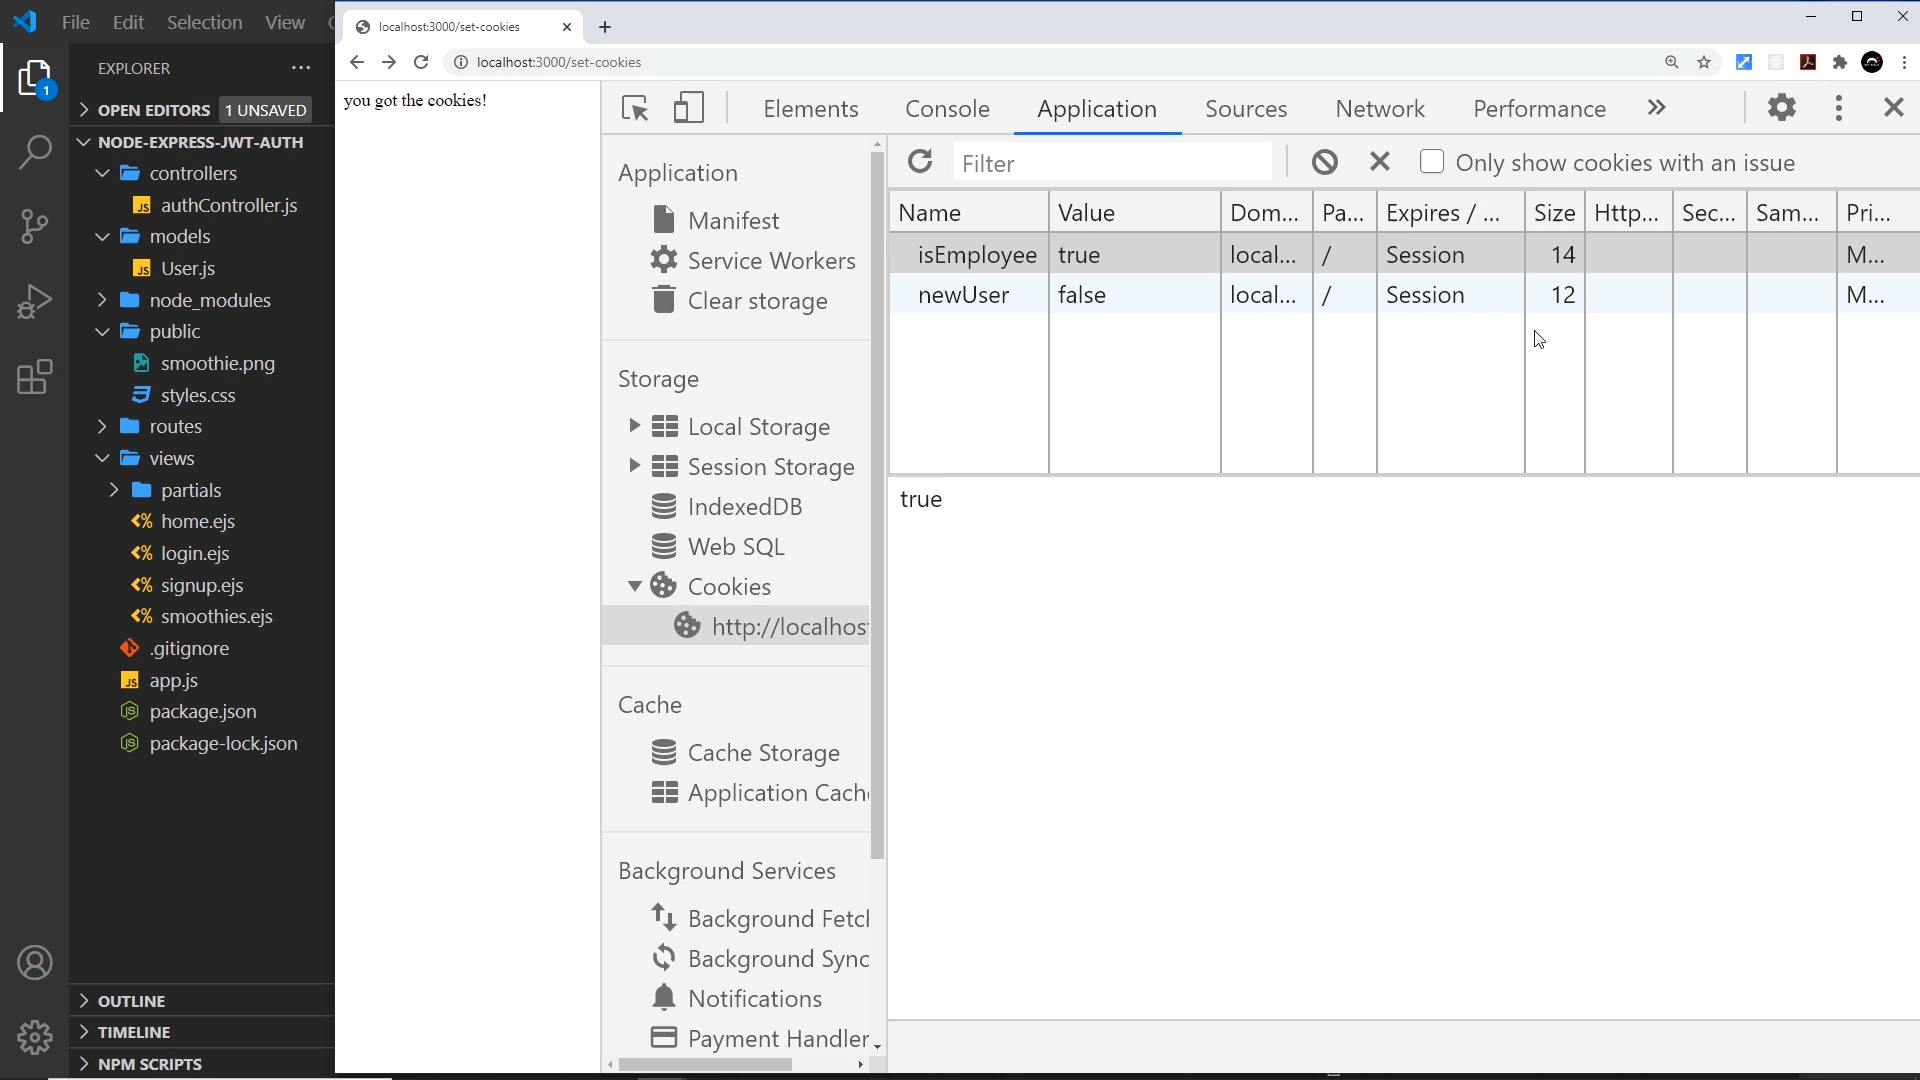 File Edit Selection View
EXPLORER
1
OPEN EDITORS 1 UNSAVED
NODE-EXPRESS-JWT-AUTH
controllers
authController.js
models
User.js
node_modules
public
smoothie.png
styles.css
routes
views
partials
home.ejs
login.ejs
signup.ejs
smoothies.ejs
.gitignore
app.js
package.json
package-lock.json
OUTLINE
TIMELINE
NPM SCRIPTS
localhost:3000/set-cookies
localhost:3000/set-cookies
you got the cookies!
Elements Console Application Sources Network Performance
Application
Manifest
Service Workers
Clear storage
Storage
Local Storage
Session Storage
IndexedDB
Web SQL
Cookies
http://localhos
Cache
Cache Storage
Application Cach
Background Services
Background Fetc
Background Sync
Notifications
Payment Handler
Filter Only show cookies with an issue
Name Value Dom... Pa... Expires / ... Size Http... Sec... Sam... Pri...
isEmployee true local... / Session 14 M...
newUser false local... / Session 12 M...
true